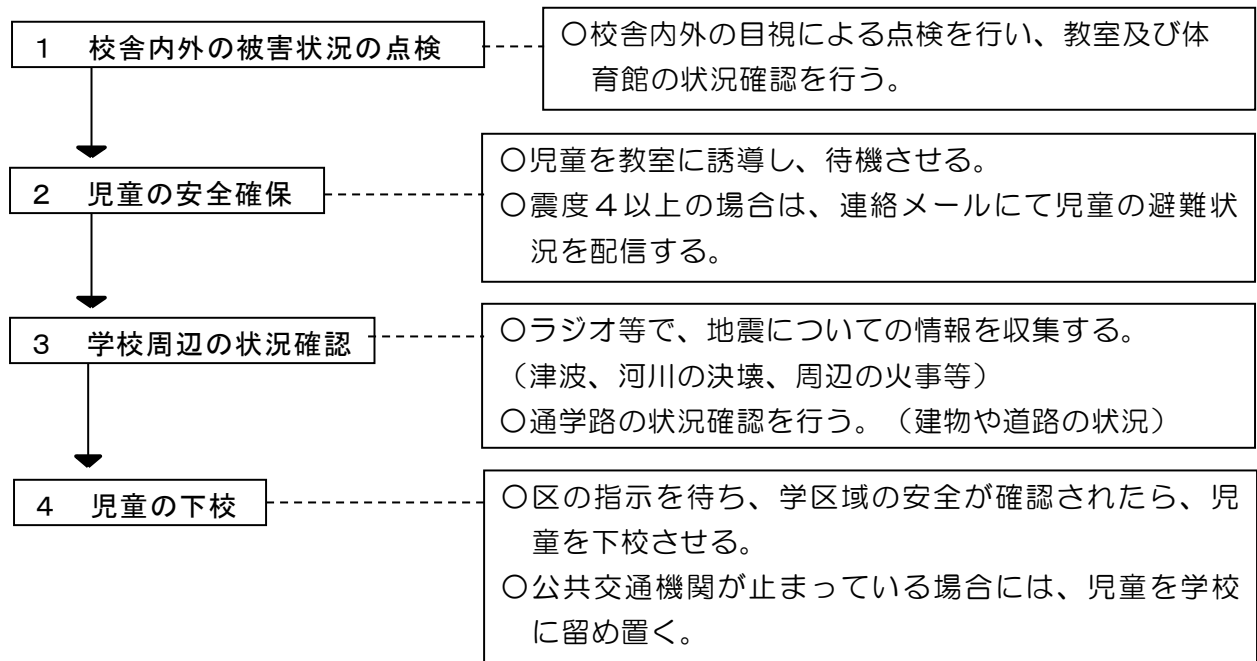 1　校舎内外の被害状況の点検
〇校舎内外の目視による点検を行い、教室及び体
育館の状況確認を行う。
2　児童の安全確保
〇児童を教室に誘導し、待機させる。
〇震度４以上の場合は、連絡メールにて児童の避難状
況を配信する。
3　学校周辺の状況確認
〇ラジオ等で、地震についての情報を収集する。
（津波、河川の決壊、周辺の火事等）
〇通学路の状況確認を行う。（建物や道路の状況）
4　児童の下校
〇区の指示を待ち、学区域の安全が確認されたら、児
童を下校させる。
〇公共交通機関が止まっている場合には、児童を学校
に留め置く。